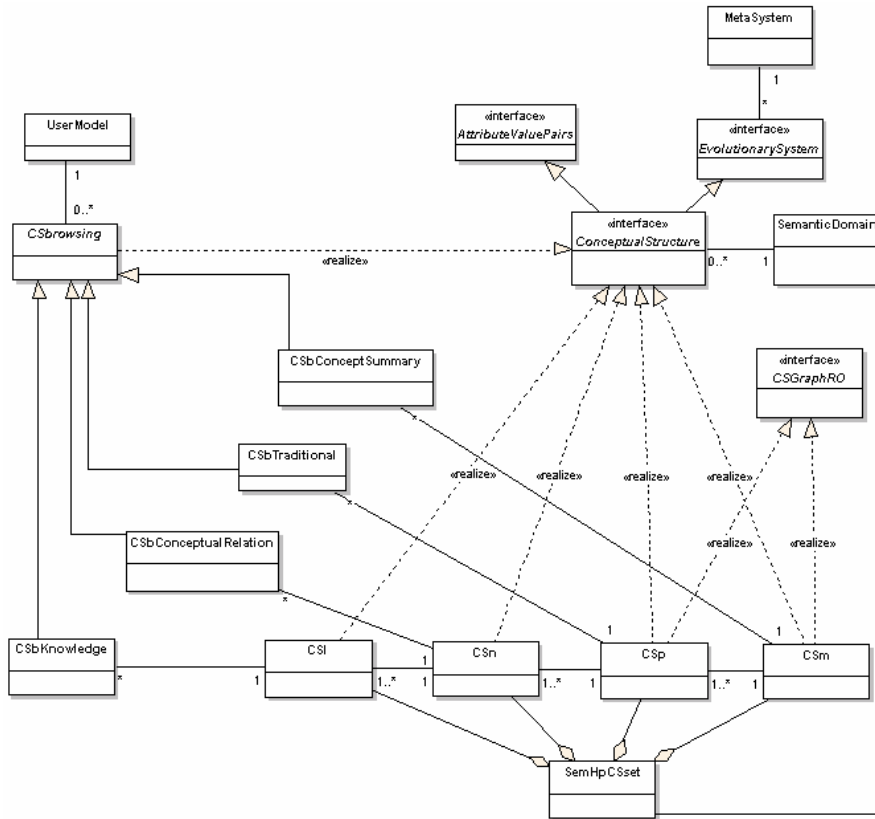 MetaSystem
1
*
«interface»
AttributeValuePairs
«interface»
EvolutionarySystem
UserModel
1
0..*
CSbrowsing
«realize»
«interface»
ConceptualStructure
0..*
1
SemanticDomain
CSbConceptSummary
*
«interface»
CSGraphRO
CSbTraditional
*
«realize»
«realize»
«realize»
«realize»
CSbConceptualRelation
*
«realize»
«realize»
CSbKnowledge
*
1
CSl
1..*
1
1
CSn
1..*
1
1
CSp
1..*
1
1
CSm
SemHpCSset